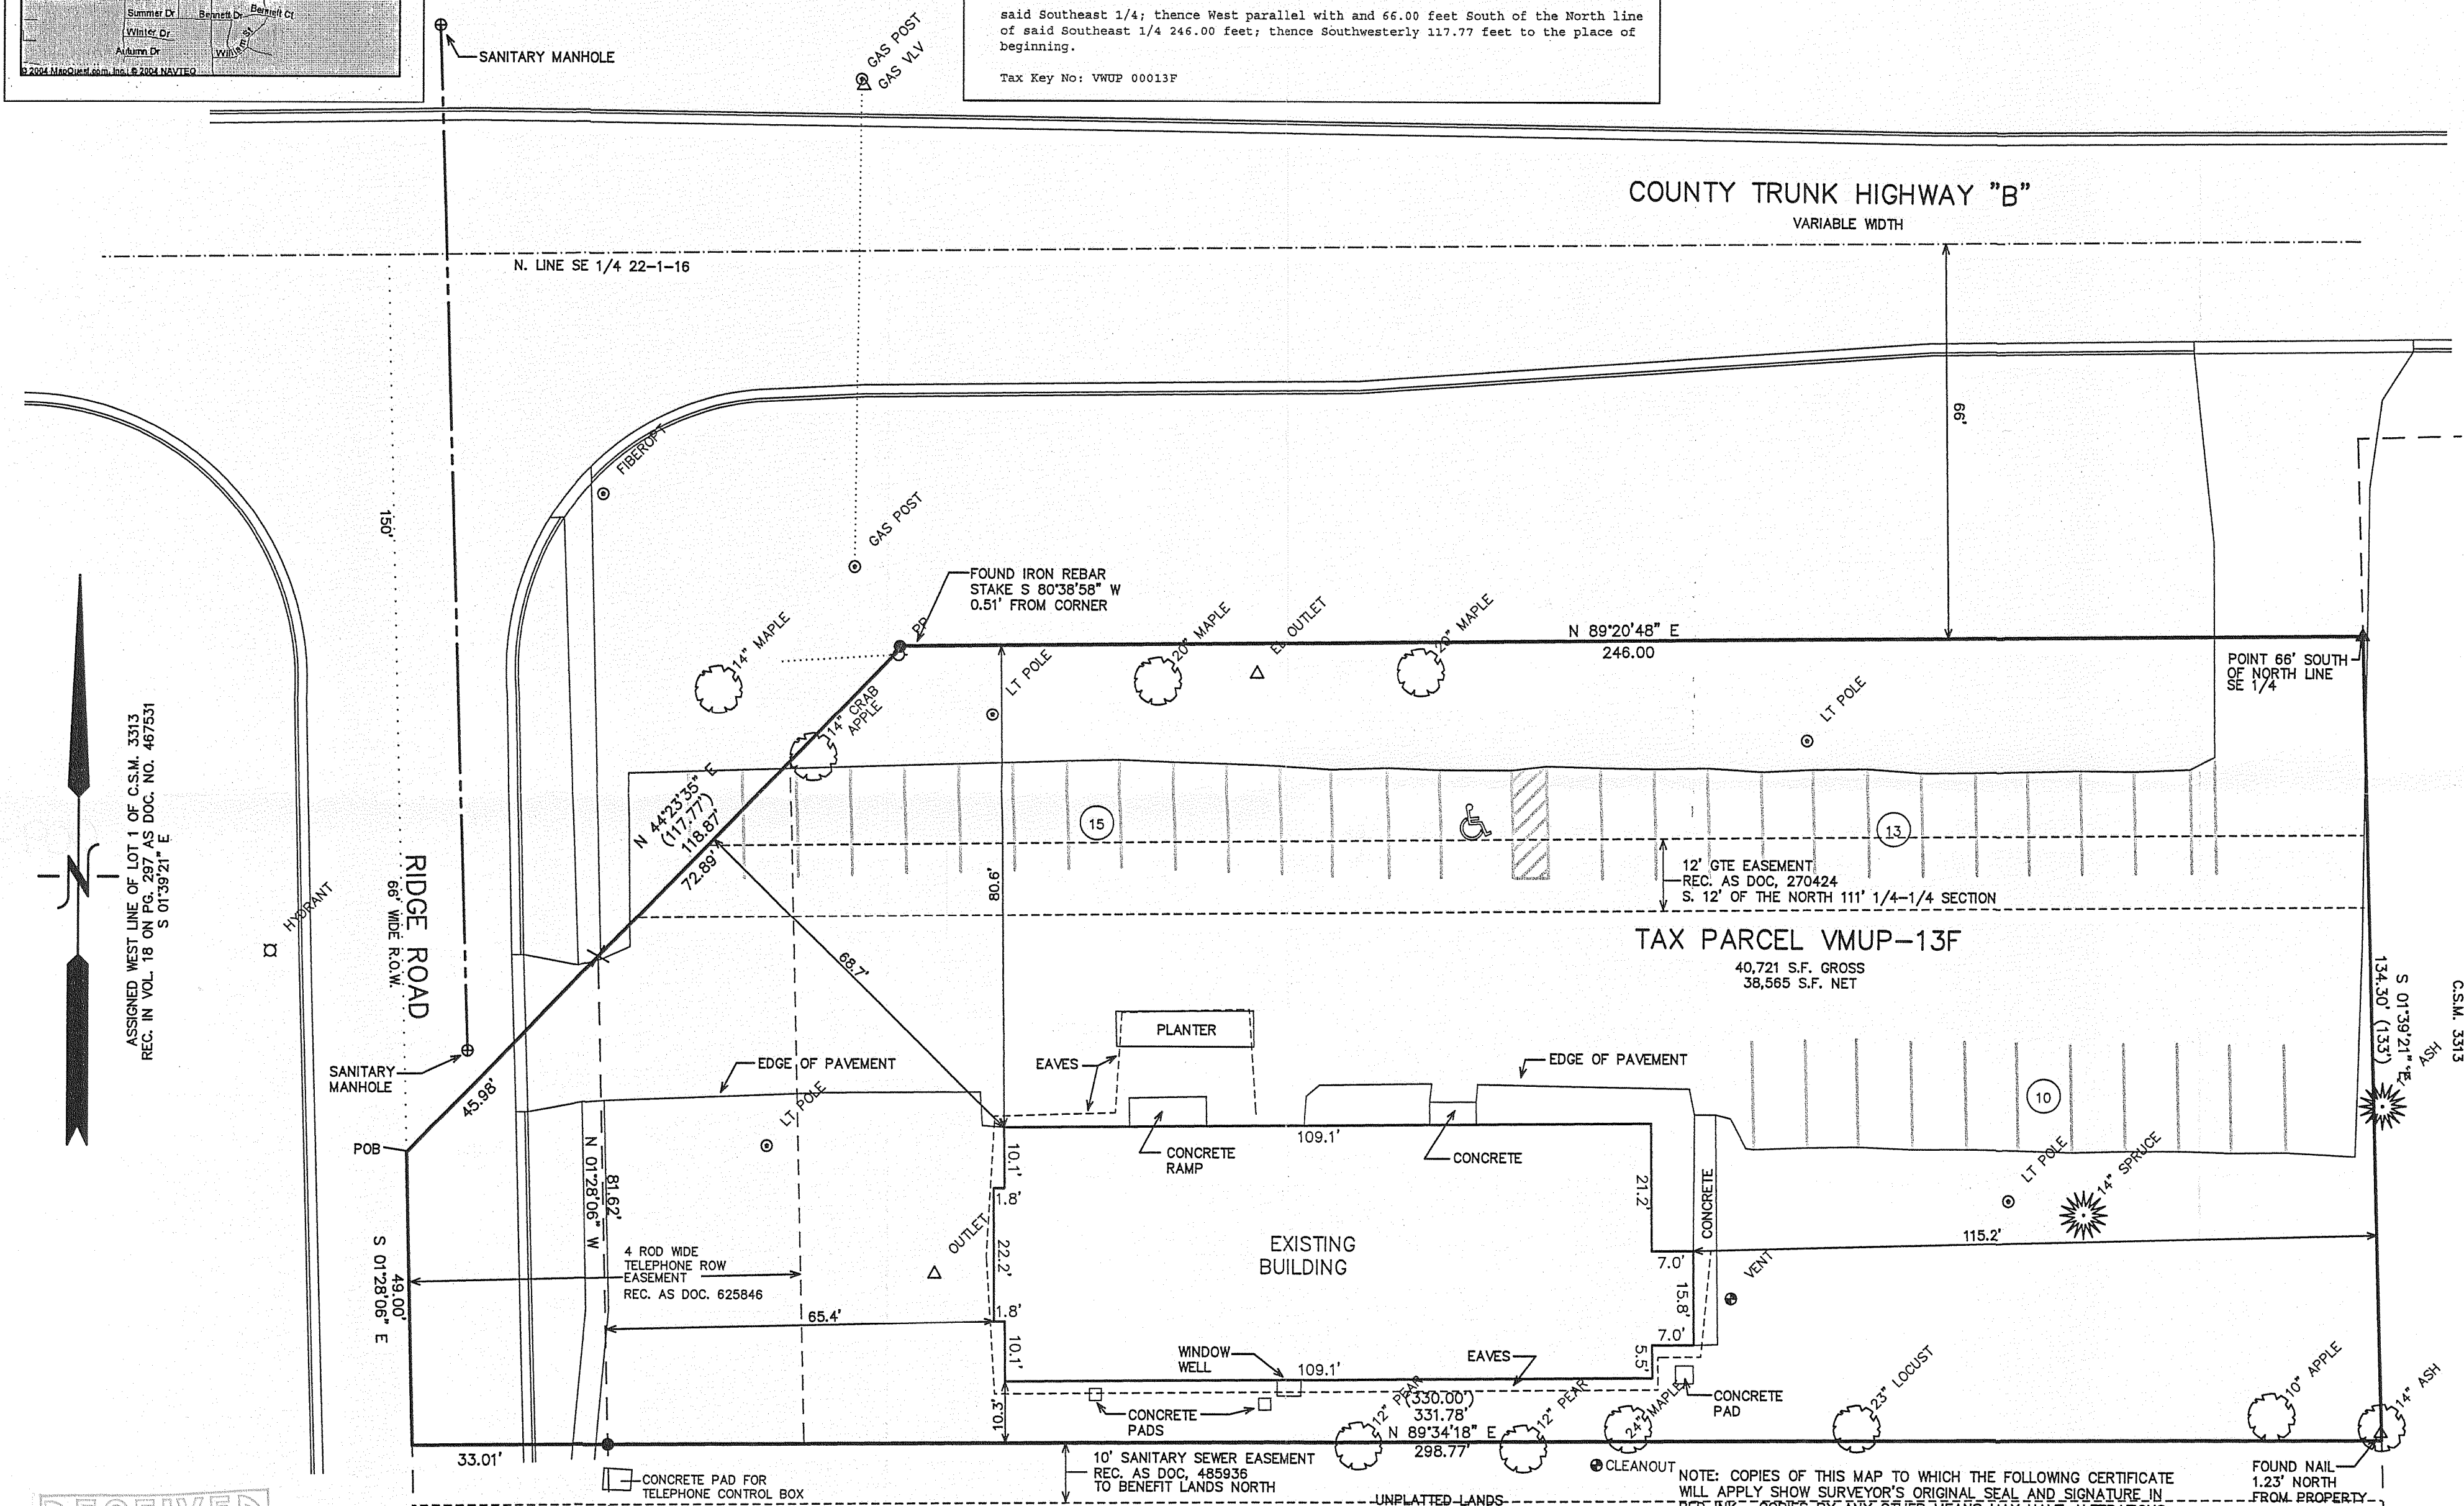 Summer Dr
Bennett Dr
Bennett Ct
Winter Dr
Autumn Dr
William St
© 2004 MapQuest.com, Inc.; © 2004 NAVTEQ
SANITARY MANHOLE
GAS POST
GAS VLV
said Southeast 1/4; thence West parallel with and 66.00 feet South of the North line
of said Southeast 1/4 246.00 feet; thence Southwesterly 117.77 feet to the place of
beginning.
Tax Key No: VWUP 00013F
COUNTY TRUNK HIGHWAY "B"
VARIABLE WIDTH
N. LINE SE 1/4 22-1-16
66'
150'
FIBEROPT
GAS POST
FOUND IRON REBAR
STAKE S 80°38'58" W
0.51' FROM CORNER
PP
14" MAPLE
LT POLE
20" MAPLE
EL OUTLET
20" MAPLE
N 89°20'48" E
246.00
POINT 66' SOUTH
OF NORTH LINE
SE 1/4
LT POLE
14" CRAB
APPLE
N 44°23'35" E
(117.77')
118.87'
72.89'
15
13
80.9'
12' GTE EASEMENT
REC. AS DOC, 270424
S. 12' OF THE NORTH 111' 1/4-1/4 SECTION
ASSIGNED WEST LINE OF LOT 1 OF C.S.M. 3313
REC. IN VOL. 18 ON PG. 297 AS DOC. NO. 467531
S 01°39'21" E
N
HYDRANT
RIDGE ROAD
66' WIDE R.O.W.
68.7'
TAX PARCEL VMUP-13F
40,721 S.F. GROSS
38,565 S.F. NET
S 01°39'21" E
134.30' (133')
C.S.M. 3313
ASH
PLANTER
SANITARY
MANHOLE
45.98'
EDGE OF PAVEMENT
EAVES
EDGE OF PAVEMENT
10
LT POLE
POB
109.1'
CONCRETE
RAMP
CONCRETE
10.1'
1.8'
21.2'
CONCRETE
LT POLE
14" SPRUCE
N 01°28'06" W
81.62'
OUTLET
22.2'
EXISTING
BUILDING
115.2'
7.0'
VENT
4 ROD WIDE
TELEPHONE ROW
EASEMENT
REC. AS DOC. 625846
S 01°28'06" E
49.00'
65.4'
1.8'
15.8'
7.0'
10.1'
WINDOW
WELL
109.1'
EAVES
5.5'
10.3'
CONCRETE
PADS
12" PEAR
(330.00')
331.78'
N 89°34'18" E
298.77'
12" PEAR
24" MAPLE
CONCRETE
PAD
23" LOCUST
10" APPLE
14" ASH
33.01'
CONCRETE PAD FOR
TELEPHONE CONTROL BOX
10' SANITARY SEWER EASEMENT
REC. AS DOC, 485936
TO BENEFIT LANDS NORTH
CLEANOUT
UNPLATTED LANDS
NOTE: COPIES OF THIS MAP TO WHICH THE FOLLOWING CERTIFICATE
WILL APPLY SHOW SURVEYOR'S ORIGINAL SEAL AND SIGNATURE IN
FOUND NAIL
1.23' NORTH
FROM PROPERTY
RECEIVED